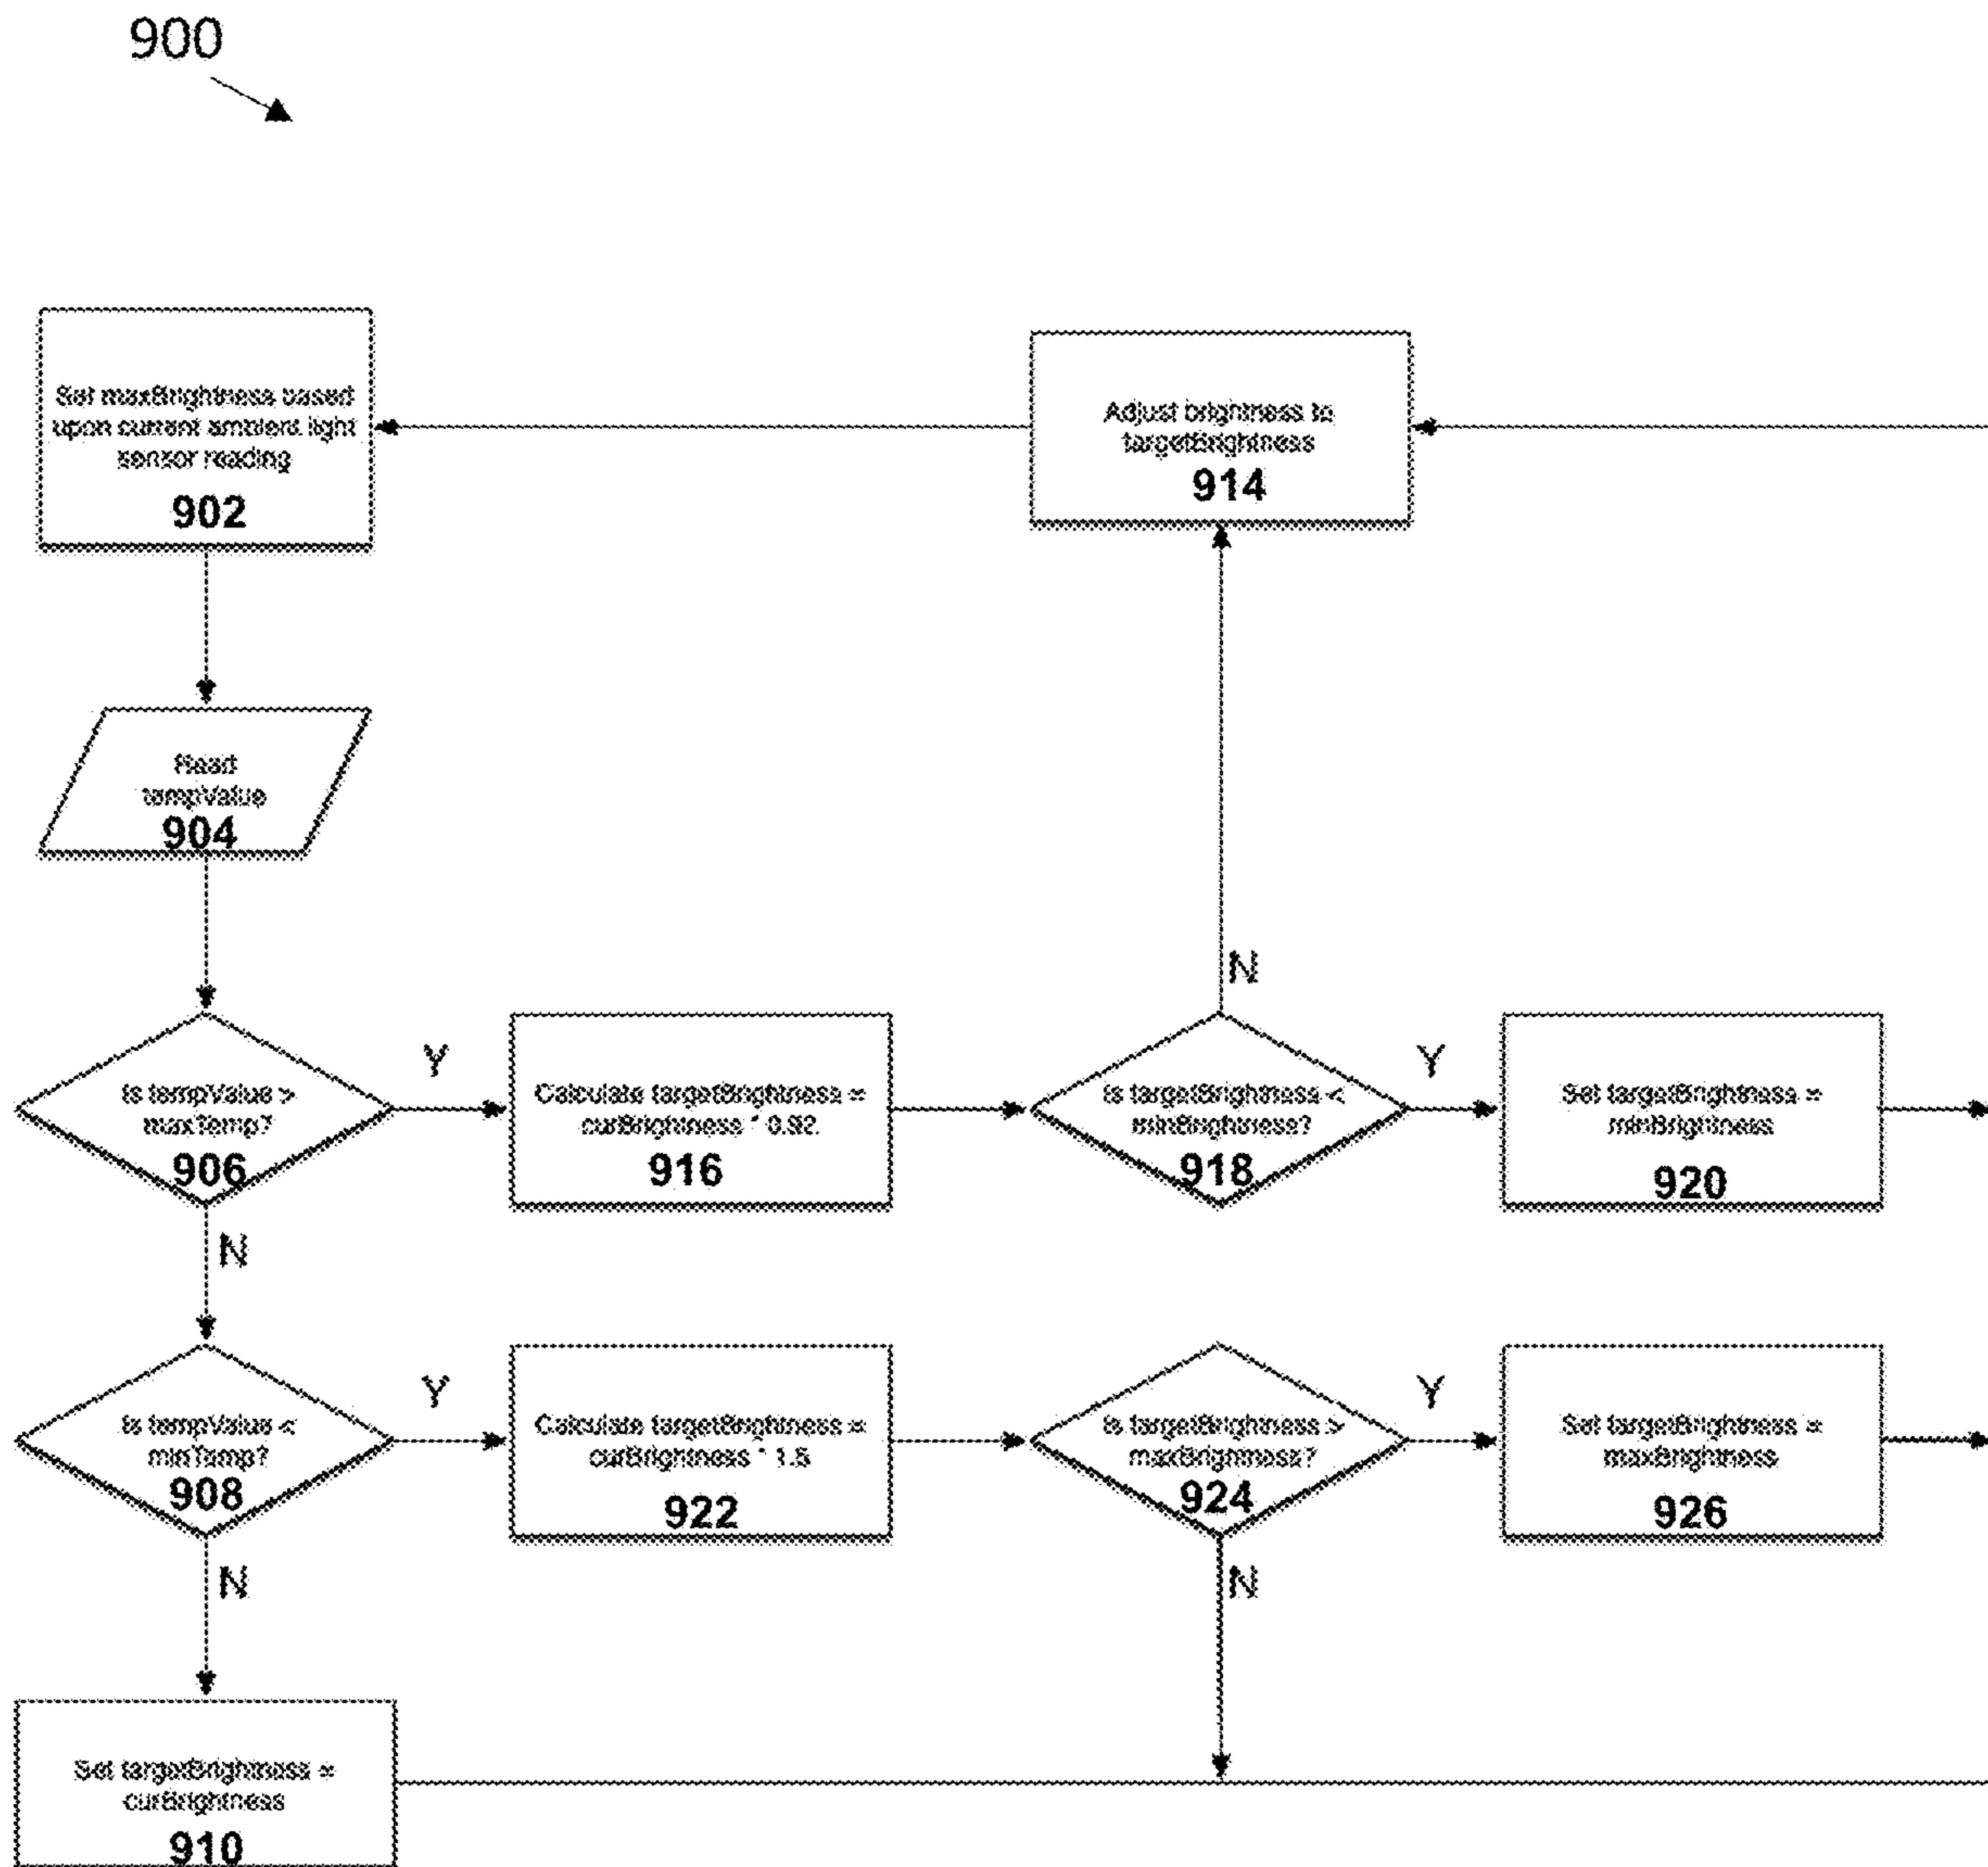 900
Set maxBrightness based
upon current ambient light
sensor reading
902
Adjust brightness to
targetBrightness
914
Read
tempValue
904
N
Is tempValue >
maxTemp?
906
Y
Calculate targetBrightness =
curBrightness * 0.92.
916
Is targetBrightness <
minBrightness?
918
Y
Set targetBrightness =
minBrightness
920
N
Is tempValue <
minTemp?
908
Y
Calculate targetBrightness =
curBrightness * 1.5
922
Is targetBrightness >
maxBrightness?
924
Y
Set targetBrightness =
maxBrightness
926
N
N
Set targetBrightness =
curBrightness
910